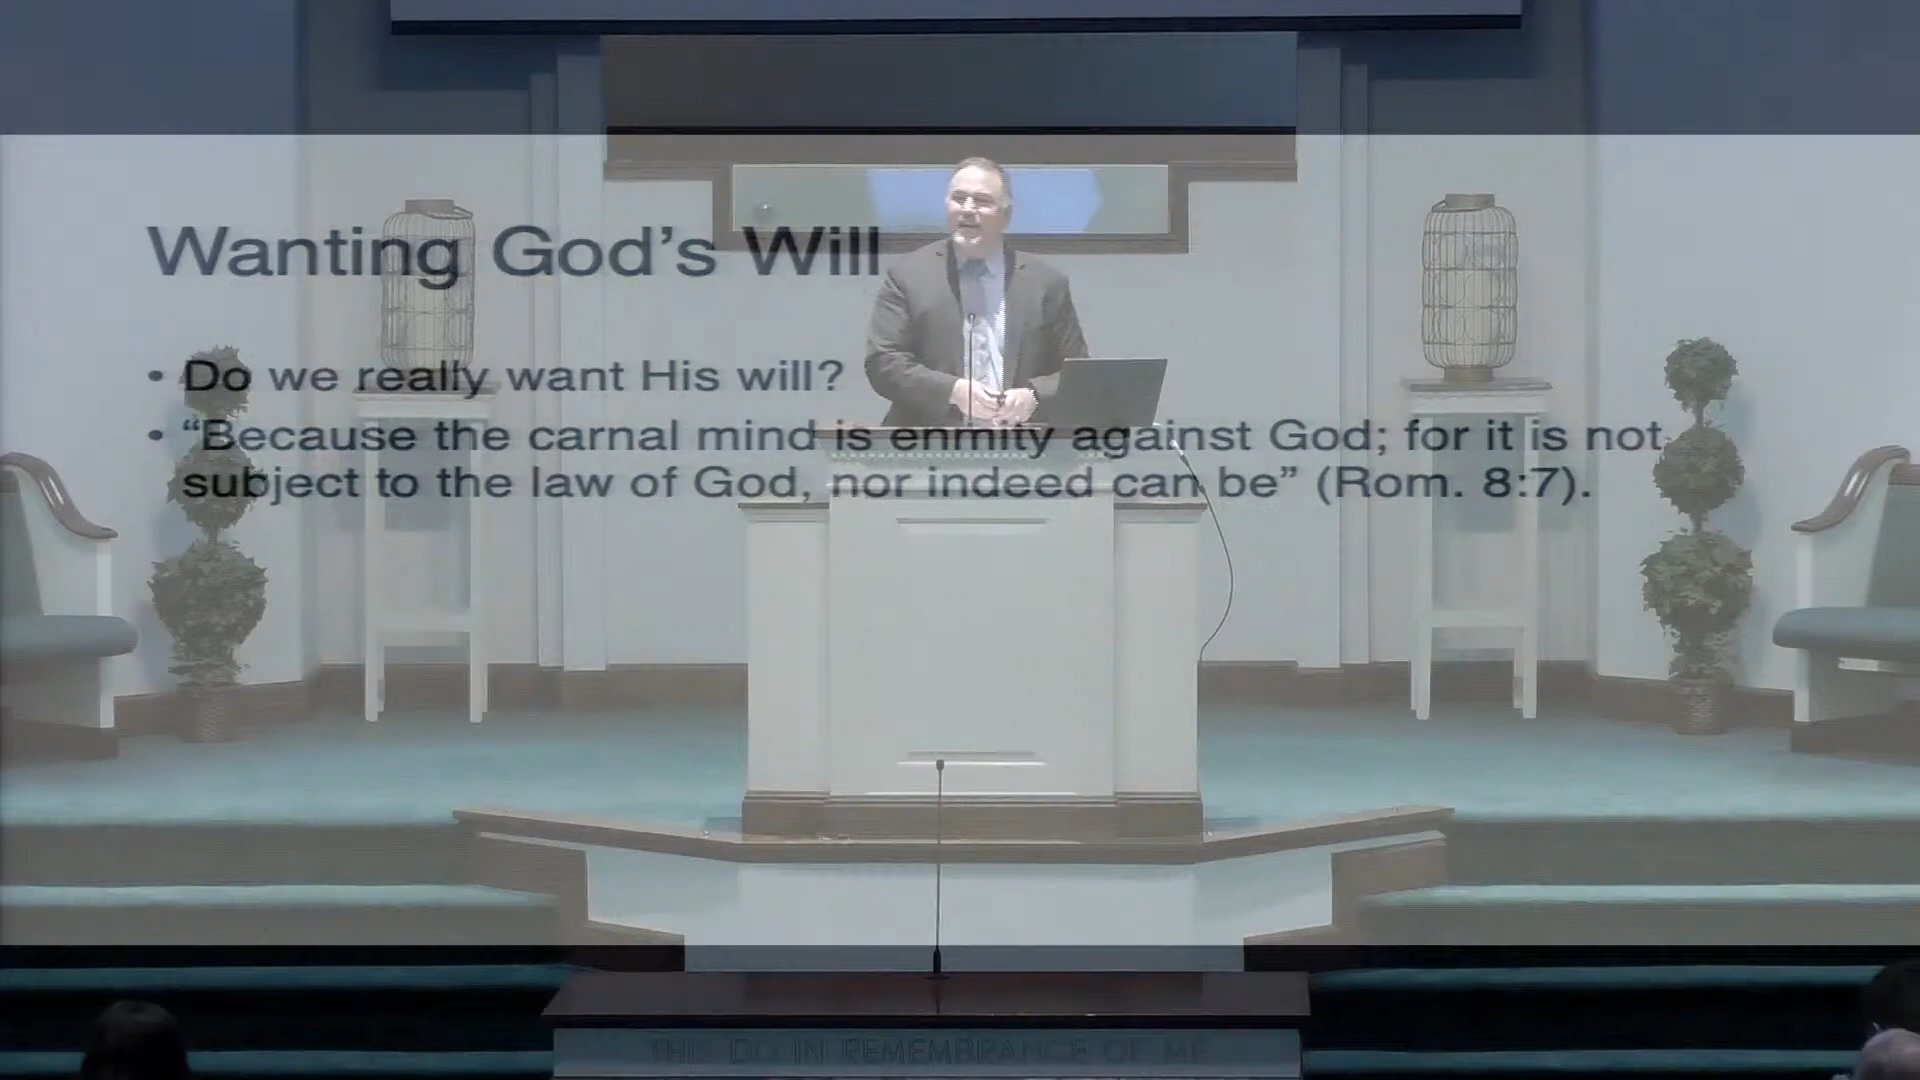 Wanting God's Will
• Do we really want His will?
• “Because the carnal mind is enmity against God; for it is not
subject to the law of God, nor indeed can be” (Rom. 8:7).
THIS DO IN REMEMBRANCE OF ME